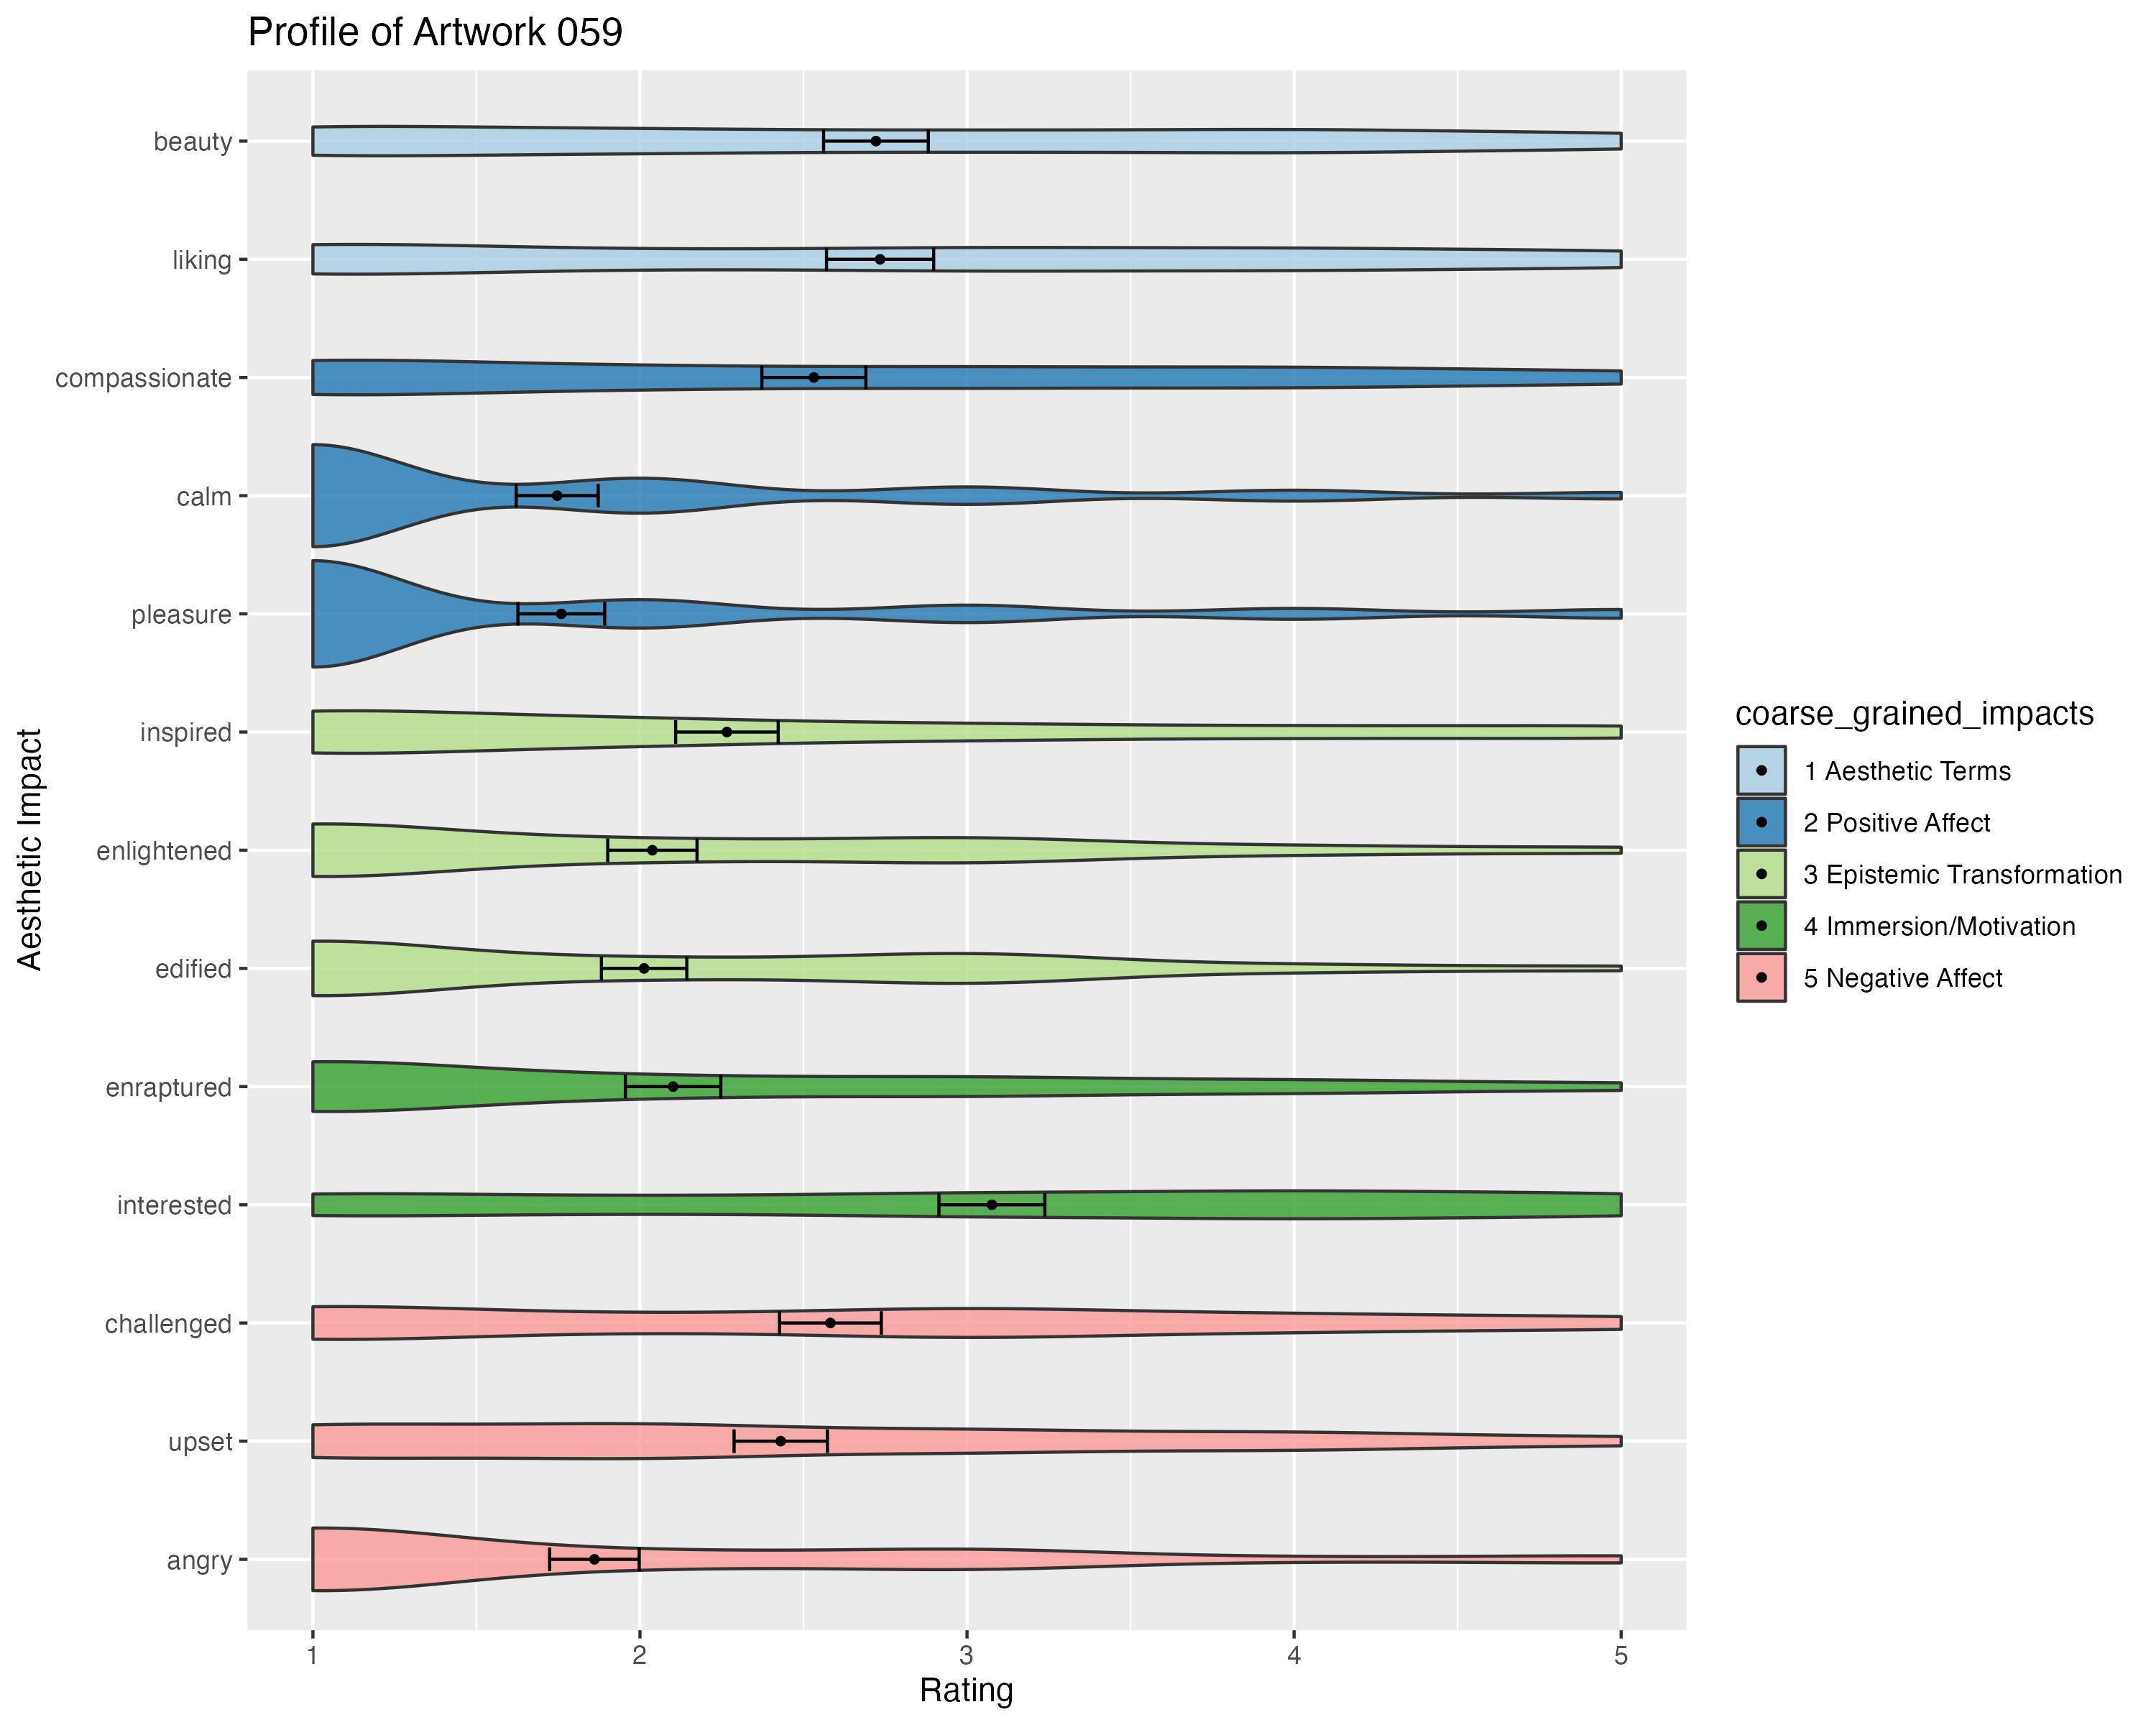 Profile of Artwork 059
beauty
liking
compassionate
calm
pleasure
inspired
enlightened
edified
enraptured
interested
challenged
upset
angry
Aesthetic Impact
1 2 3 4 5
Rating
coarse_grained_impacts
1 Aesthetic Terms
2 Positive Affect
3 Epistemic Transformation
4 Immersion/Motivation
5 Negative Affect